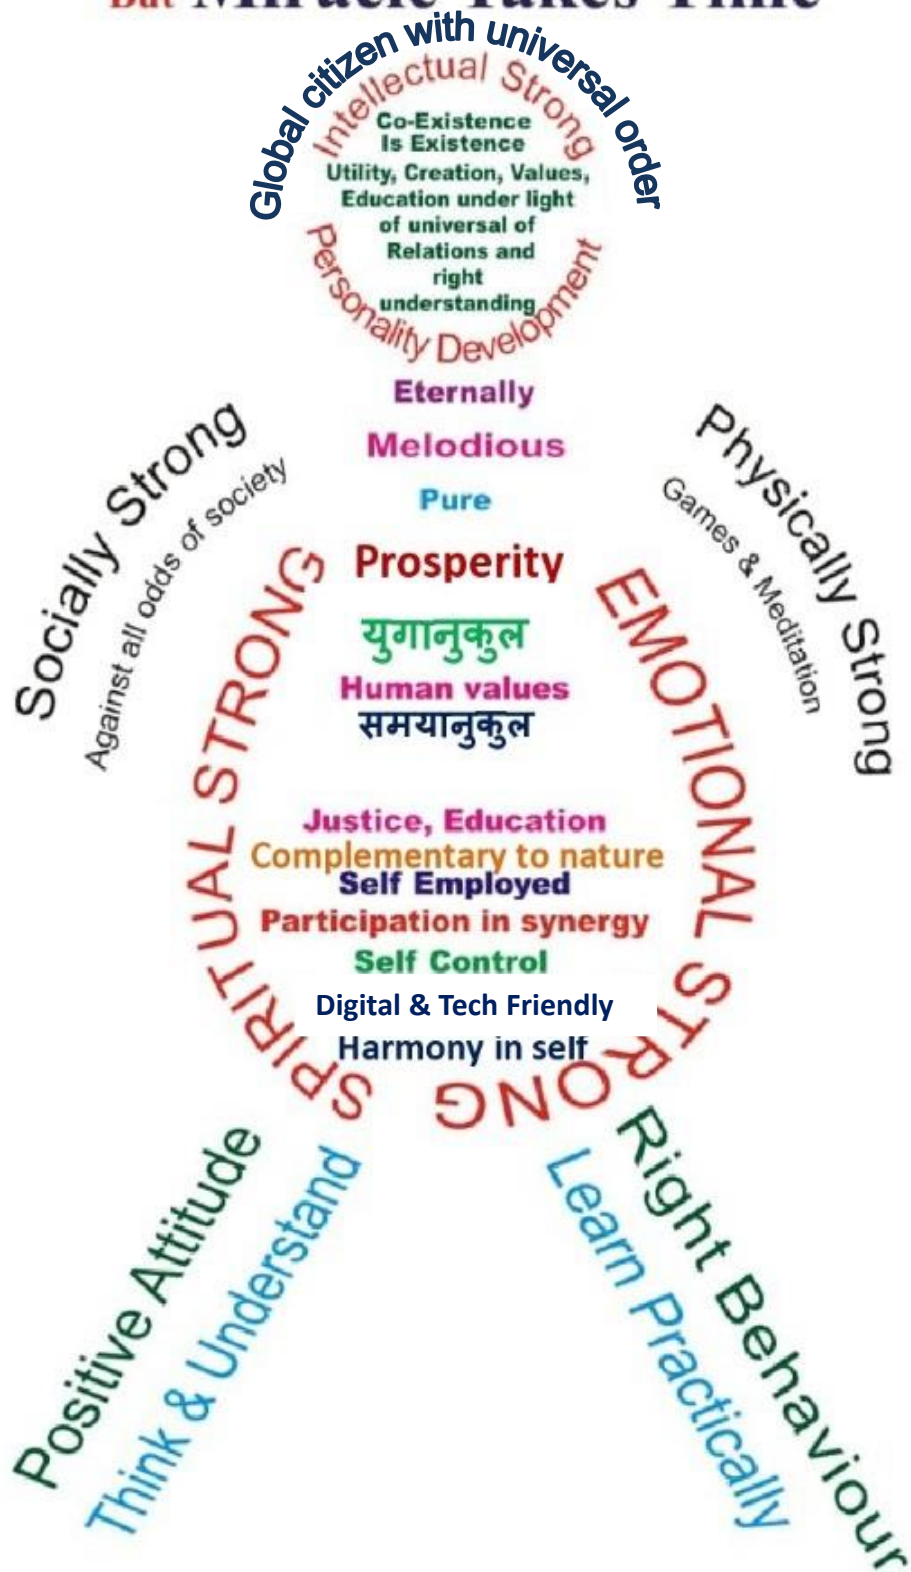 But Miracle Takes Time
Global citizen with universal order
Intellectual Strong
Co-Existence
Is Existence
Utility, Creation, Values,
Education under light
of universal of
Relations and
right
understanding
Personality Development
Eternally
Melodious
Pure
Prosperity
युगानुकुल
Human values
समयानुकुल
Justice, Education
Complementary to nature
Self Employed
Participation in synergy
Self Control
Digital & Tech Friendly
Harmony in self
Socially Strong
Against all odds of society
Physically Strong
Games & Meditation
SPIRITUAL STRONG
EMOTIONAL STRONG
Positive Attitude
Think & Understand
Learn Practically
Right Behaviour